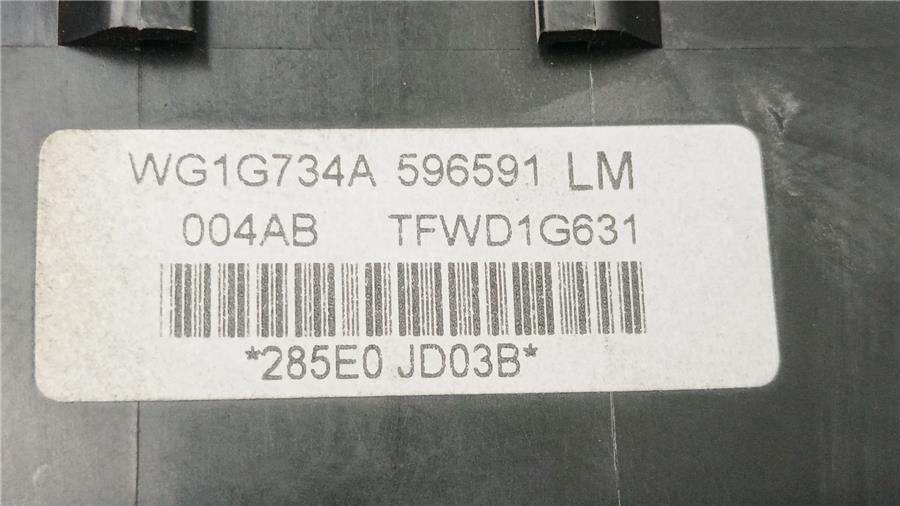 WG1G734A 596591 LM
004AB TFWD1G631
*285E0 JD03B*